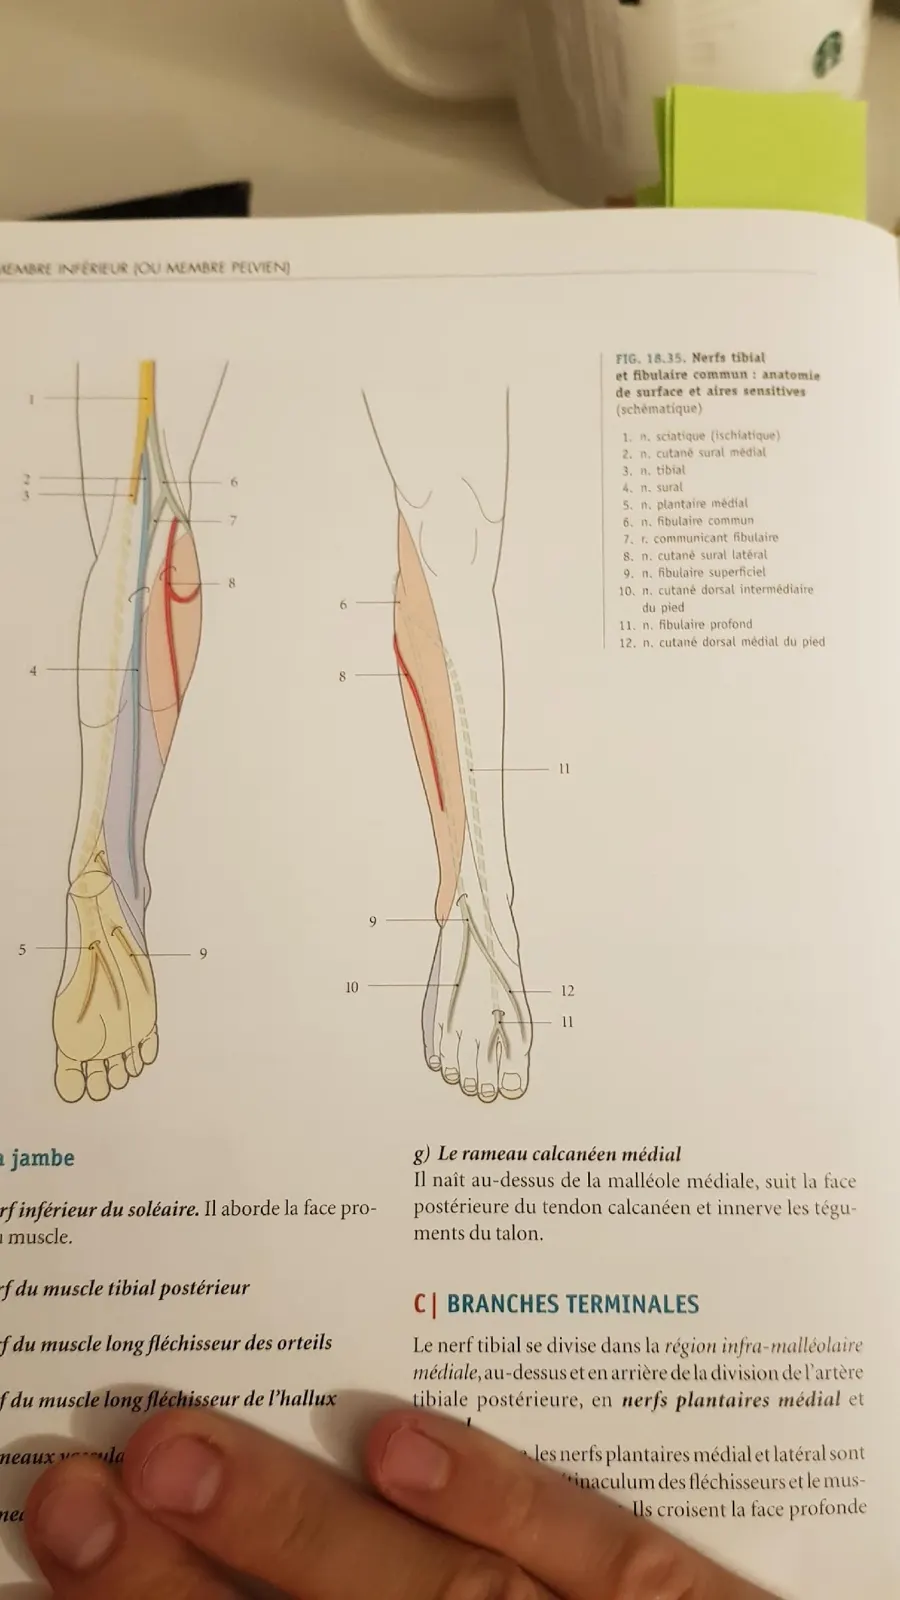 MEMBRE INFÉRIEUR (OU MEMBRE PELVIEN)
1
2
3
4
5
6
7
8
9
6
8
9
10
11
12
11
FIG. 18.35. Nerfs tibial
et fibulaire commun : anatomie
de surface et aires sensitives
(schématique)
1. n. sciatique (ischiatique)
2. n. cutané sural médial
3. n. tibial
4. n. sural
5. n. plantaire médial
6. n. fibulaire commun
7. r. communicant fibulaire
8. n. cutané sural latéral
9. n. fibulaire superficiel
10. n. cutané dorsal intermédiaire
du pied
11. n. fibulaire profond
12. n. cutané dorsal médial du pied
jambe
inférieur du soléaire. Il aborde la face pro-
muscle.
du muscle tibial postérieur
du muscle long fléchisseur des orteils
du muscle long fléchisseur de l'hallux
g) Le rameau calcanéen médial
Il naît au-dessus de la malléole médiale, suit la face
postérieure du tendon calcanéen et innerve les tégu-
ments du talon.
C| BRANCHES TERMINALES
Le nerf tibial se divise dans la région infra-malléolaire
médiale, au-dessus et en arrière de la division de l'artère
tibiale postérieure, en nerfs plantaires médial et
les nerfs plantaires médial et latéral sont
tinaculum des fléchisseurs et le mus-
Ils croisent la face profonde